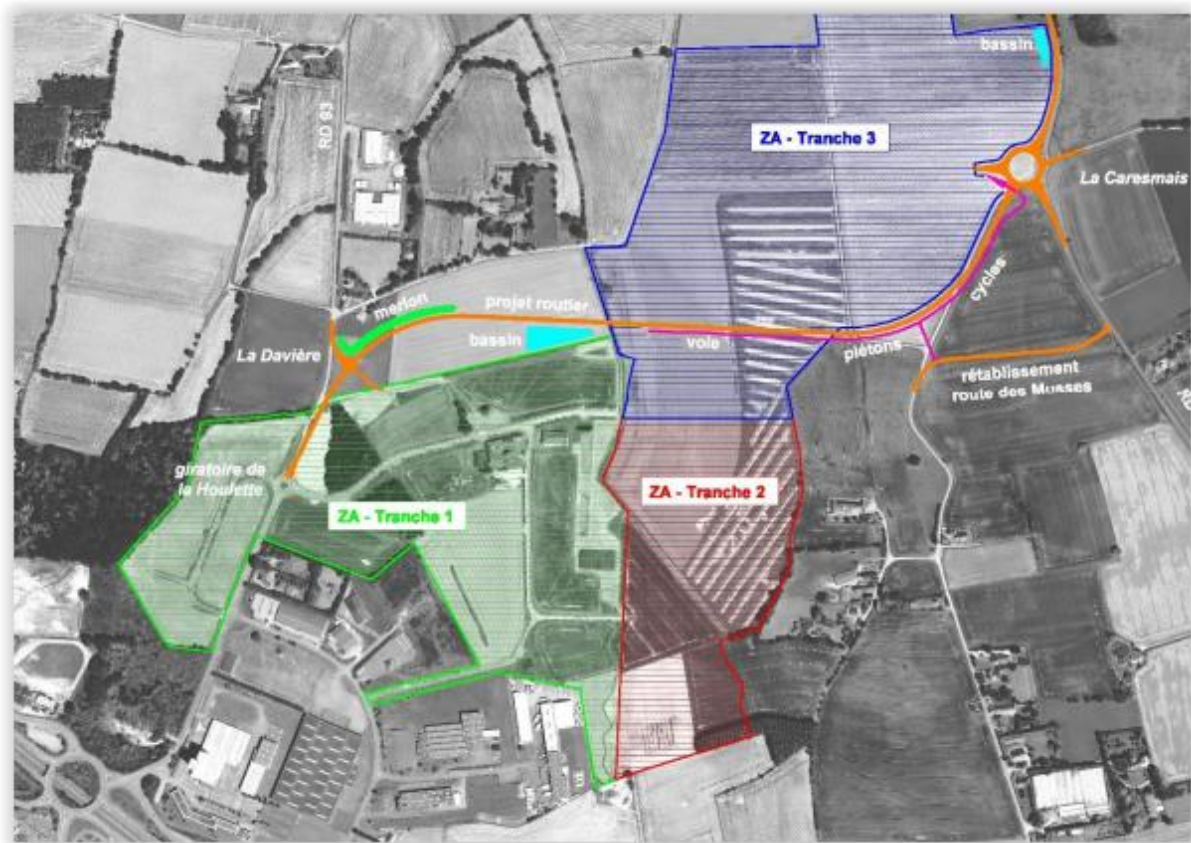 bassin
RD 93
ZA - Tranche 3
La Caresmais
merlon
projet routier
cycles
bassin
voie
piétons
La Davière
rétablissement
route des Musses
RD
giratoire de
la Houlette
ZA - Tranche 2
ZA - Tranche 1